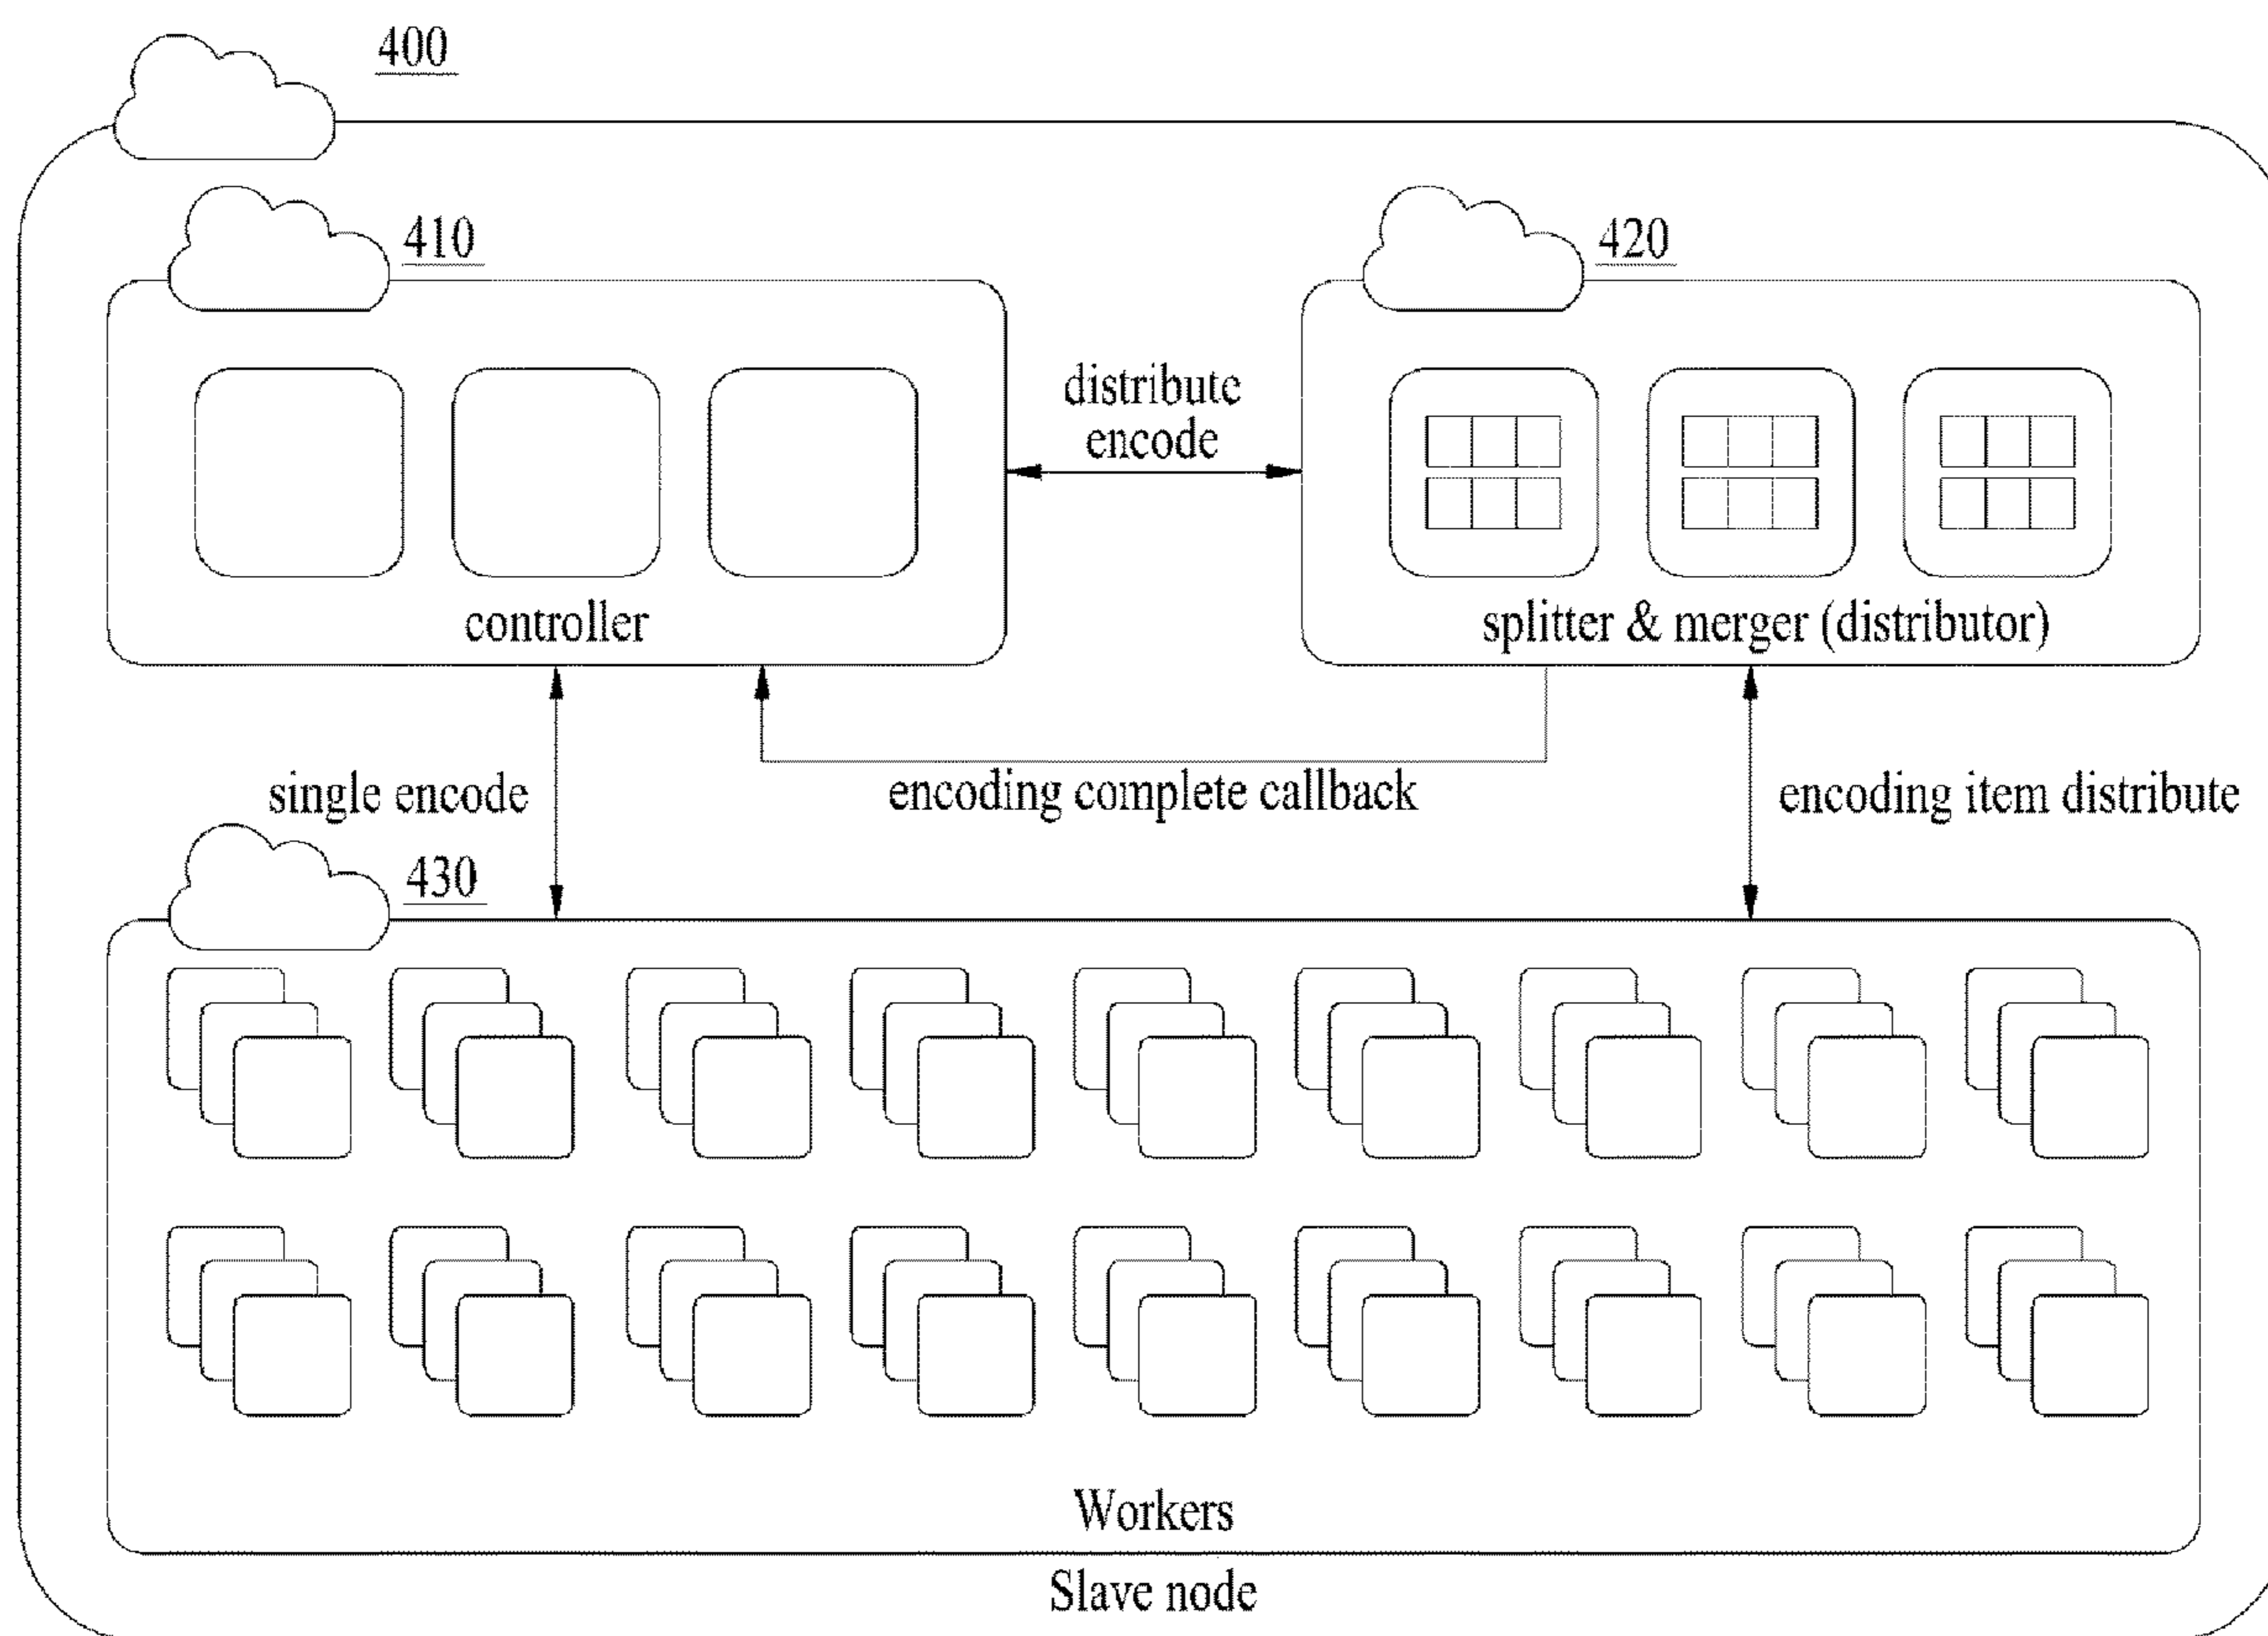 400
410
420
distribute
encode
controller
splitter & merger (distributor)
single encode
encoding complete callback
encoding item distribute
430
Workers
Slave node